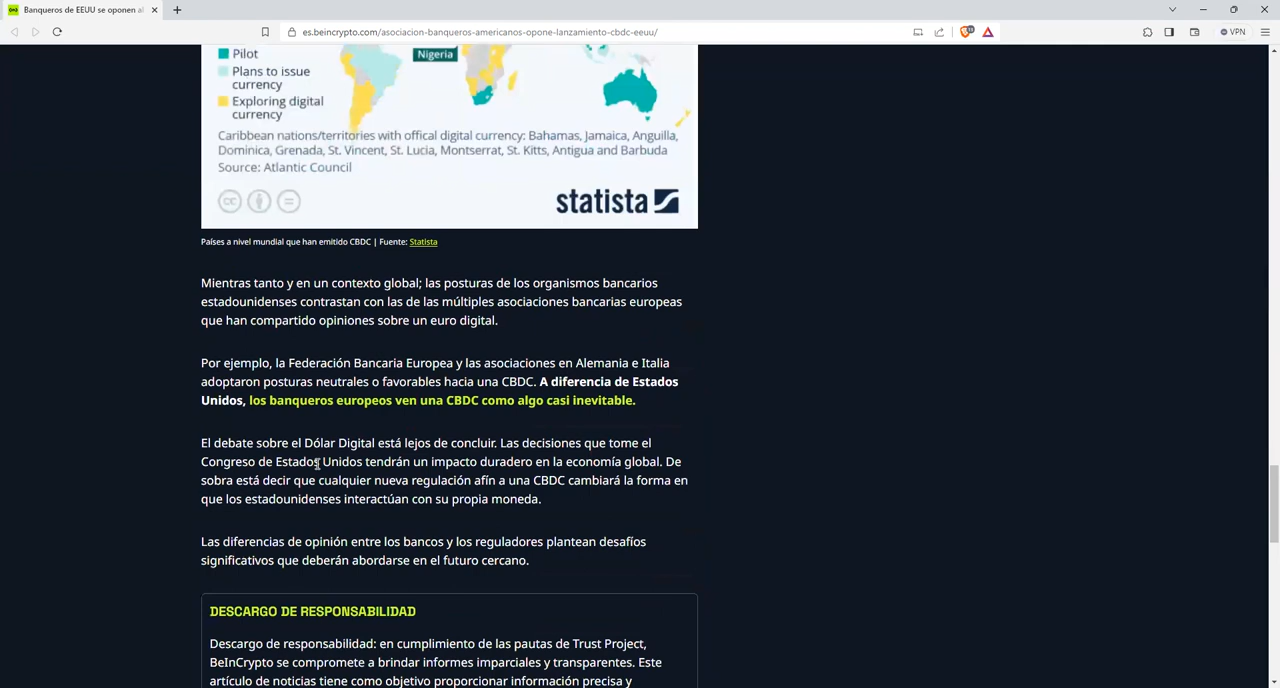 Banqueros de EEUU se oponen al
es.beincrypto.com/asociacion-banqueros-americanos-opone-lanzamiento-cbdc-eeuu/
VPN
Pilot
Plans to issue
currency
Exploring digital
currency
Nigeria
Caribbean nations/territories with offical digital currency: Bahamas, Jamaica, Anguilla,
Dominica, Grenada, St. Vincent, St. Lucia, Montserrat, St. Kitts, Antigua and Barbuda
Source: Atlantic Council
cc
statista
Países a nivel mundial que han emitido CBDC | Fuente: Statista
Mientras tanto y en un contexto global; las posturas de los organismos bancarios
estadounidenses contrastan con las de las múltiples asociaciones bancarias europeas
que han compartido opiniones sobre un euro digital.
Por ejemplo, la Federación Bancaria Europea y las asociaciones en Alemania e Italia
adoptaron posturas neutrales o favorables hacia una CBDC. A diferencia de Estados
Unidos, los banqueros europeos ven una CBDC como algo casi inevitable.
El debate sobre el Dólar Digital está lejos de concluir. Las decisiones que tome el
Congreso de Estados Unidos tendrán un impacto duradero en la economía global. De
sobra está decir que cualquier nueva regulación afín a una CBDC cambiará la forma en
que los estadounidenses interactúan con su propia moneda.
Las diferencias de opinión entre los bancos y los reguladores plantean desafíos
significativos que deberán abordarse en el futuro cercano.
DESCARGO DE RESPONSABILIDAD
Descargo de responsabilidad: en cumplimiento de las pautas de Trust Project,
BeInCrypto se compromete a brindar informes imparciales y transparentes. Este
artículo de noticias tiene como objetivo proporcionar información precisa y